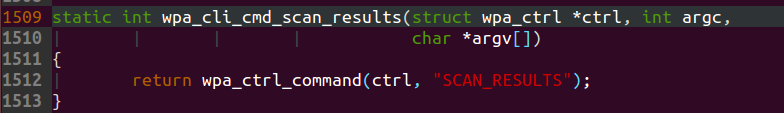 1509 static int wpa_cli_cmd_scan_results(struct wpa_ctrl *ctrl, int argc,
1510 char *argv[])
1511 {
1512 return wpa_ctrl_command(ctrl, "SCAN_RESULTS");
1513 }